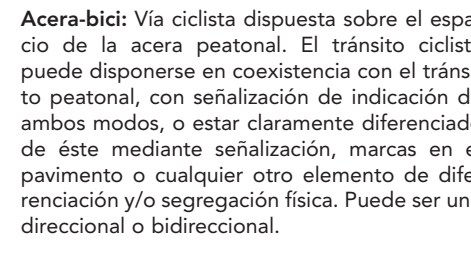 Acera-bici: Vía ciclista dispuesta sobre el espa
cio de la acera peatonal. El tránsito ciclist
puede disponerse en coexistencia con el tráns
to peatonal, con señalización de indicación d
ambos modos, o estar claramente diferenciad
de éste mediante señalización, marcas en e
pavimento o cualquier otro elemento de dife
renciación y/o segregación física. Puede ser un
direccional o bidireccional.